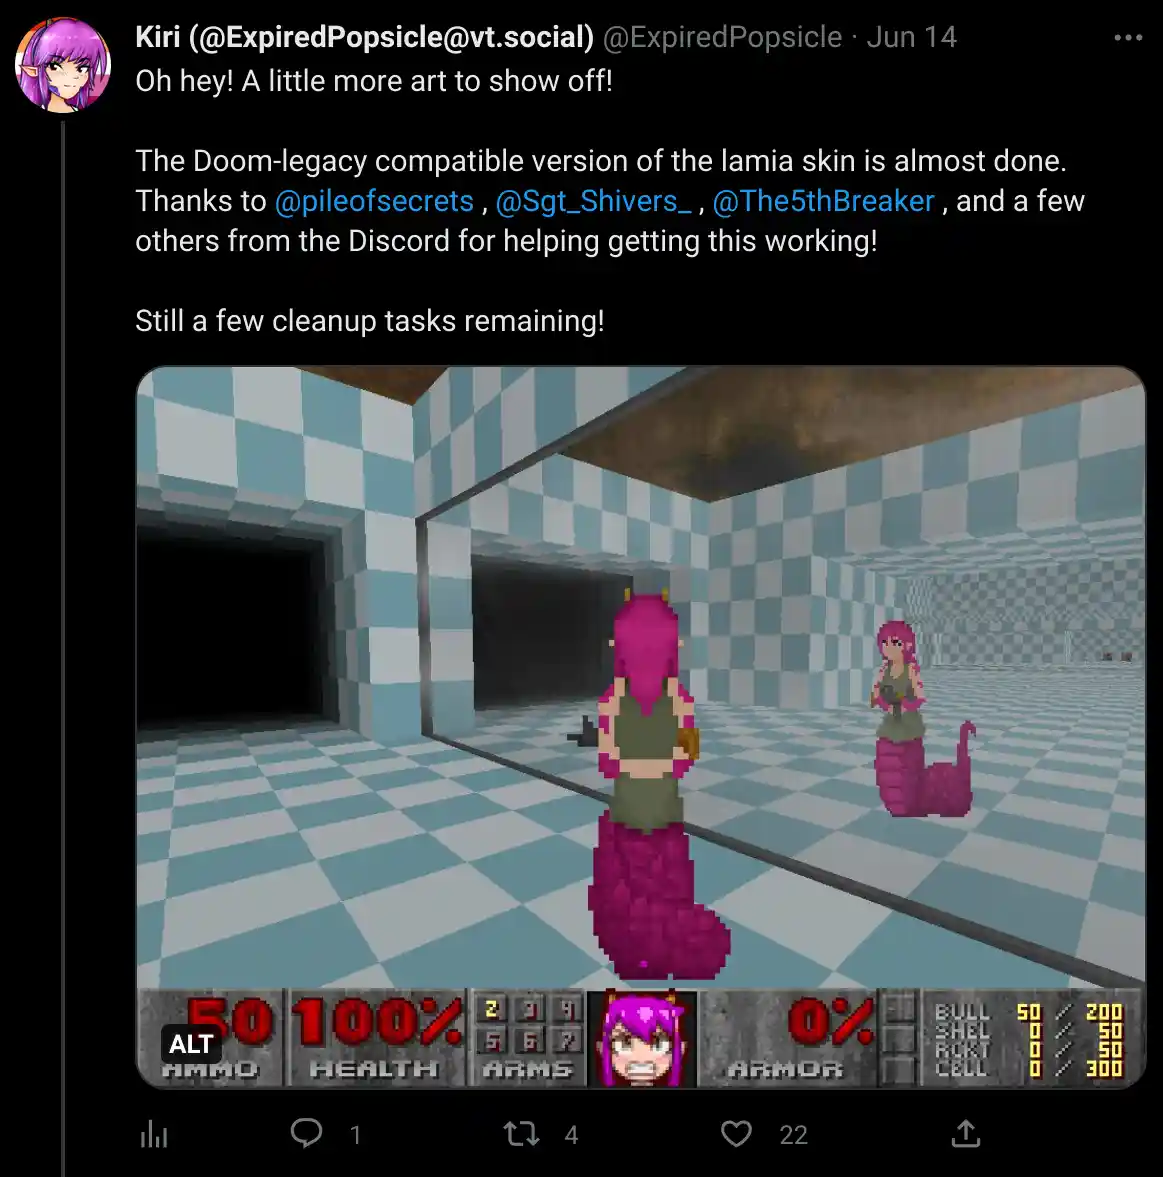 Kiri (@ExpiredPopsicle@vt.social) @ExpiredPopsicle · Jun 14
Oh hey! A little more art to show off!
The Doom-legacy compatible version of the lamia skin is almost done.
Thanks to @pileofsecrets , @Sgt_Shivers_ , @The5thBreaker , and a few
others from the Discord for helping getting this working!
Still a few cleanup tasks remaining!
50 100% 2 3 4 0% BULL 50 / 200
5 6 7 SHEL 0 / 50
RCKT 0 / 50
ALT AMMO HEALTH ARMS ARMOR CELL 0 / 300
1 4 22